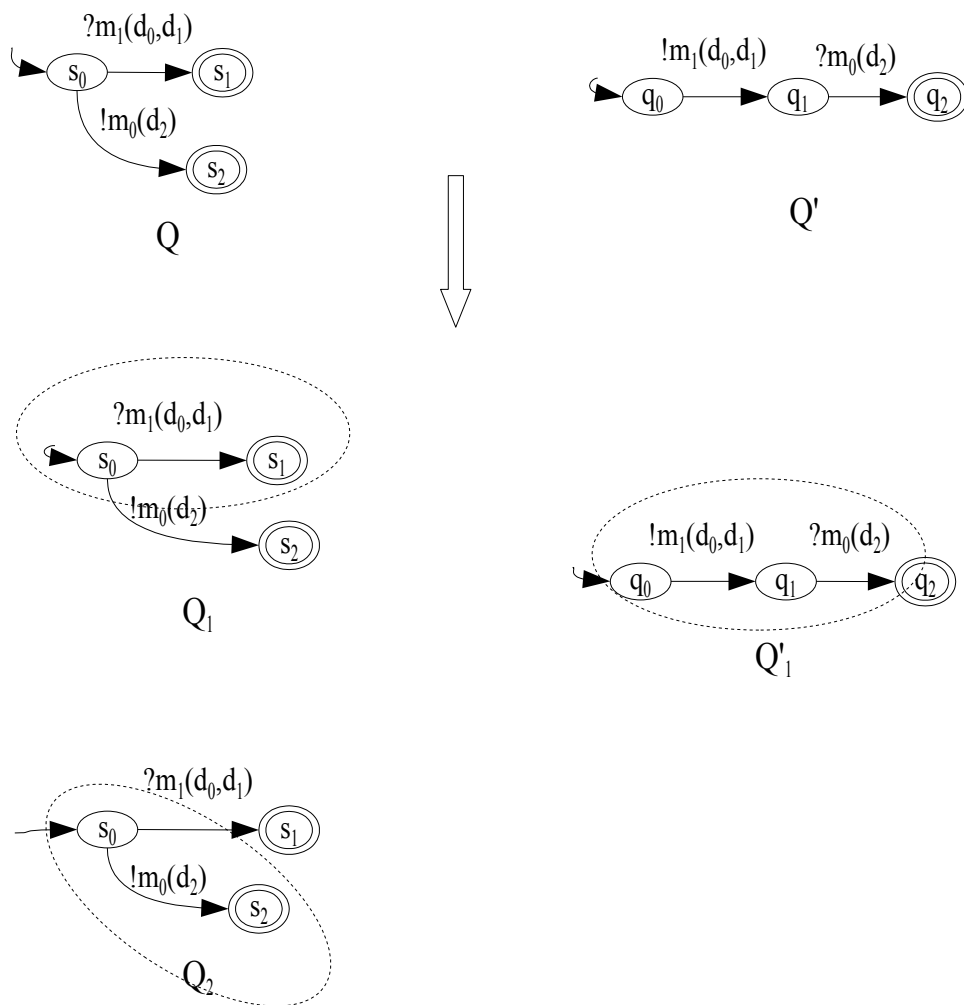 ?m₁(d₀,d₁)
s₀ s₁
!m₀(d₂)
s₂
Q
!m₁(d₀,d₁) ?m₀(d₂)
q₀ q₁ q₂
Q'
?m₁(d₀,d₁)
s₀ s₁
!m₀(d₂)
s₂
Q₁
!m₁(d₀,d₁) ?m₀(d₂)
q₀ q₁ q₂
Q'₁
?m₁(d₀,d₁)
s₀ s₁
!m₀(d₂)
s₂
Q₂